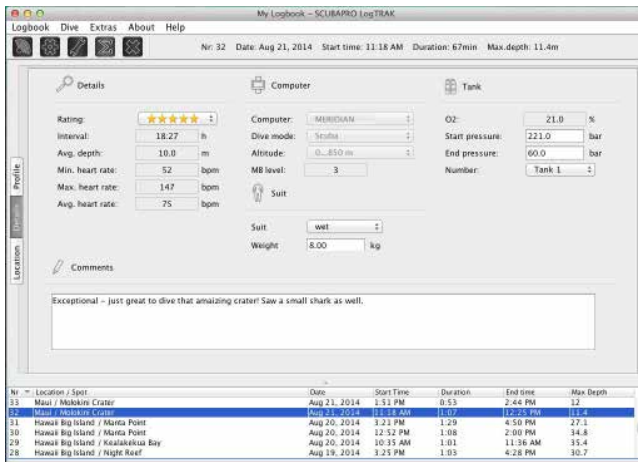 My Logbook – SCUBAPRO LogTRAK
Logbook Dive Extras About Help
Nr: 32 Date: Aug 21, 2014 Start time: 11:18 AM Duration: 67min Max.depth: 11.4m
Details Computer Tank
Rating: Computer: MERIDIAN O2: 21.0 %
Interval: 18:27 h Dive mode: Scuba Start pressure: 221.0 bar
Avg. depth: 10.0 m Altitude: 0...850 m End pressure: 60.0 bar
Min. heart rate: 52 bpm MB level: 3 Number: Tank 1
Max. heart rate: 147 bpm Suit
Avg. heart rate: 75 bpm
Suit wet
Weight 8.00 kg
Profile
Details
Location
Comments
Exceptional – just great to dive that amaizing crater! Saw a small shark as well.
Nr Location / Spot Date Start Time Duration End time Max Depth
33 Maui / Molokini Crater Aug 21, 2014 1:51 PM 0:53 2:44 PM 12
32 Maui / Molokini Crater Aug 21, 2014 11:18 AM 1:07 12:25 PM 11.4
31 Hawaii Big Island / Manta Point Aug 20, 2014 3:21 PM 1:29 4:50 PM 27.1
30 Hawaii Big Island / Manta Point Aug 20, 2014 12:52 PM 1:08 2:00 PM 34.8
29 Hawaii Big Island / Kealakekua Bay Aug 20, 2014 10:35 AM 1:01 11:36 AM 35.4
28 Hawaii Big Island / Night Reef Aug 19, 2014 3:25 PM 1:03 4:28 PM 30.7